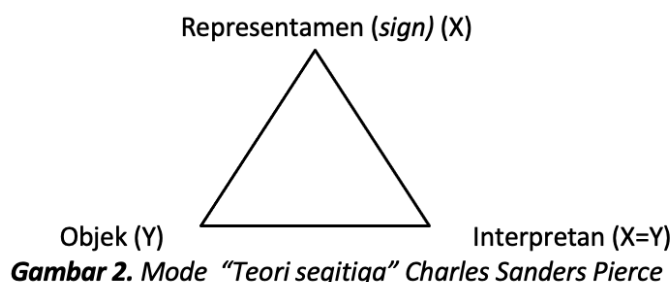 Representamen (sign) (X)
Objek (Y) Interpretan (X=Y)
Gambar 2. Mode “Teori segitiga” Charles Sanders Pierce